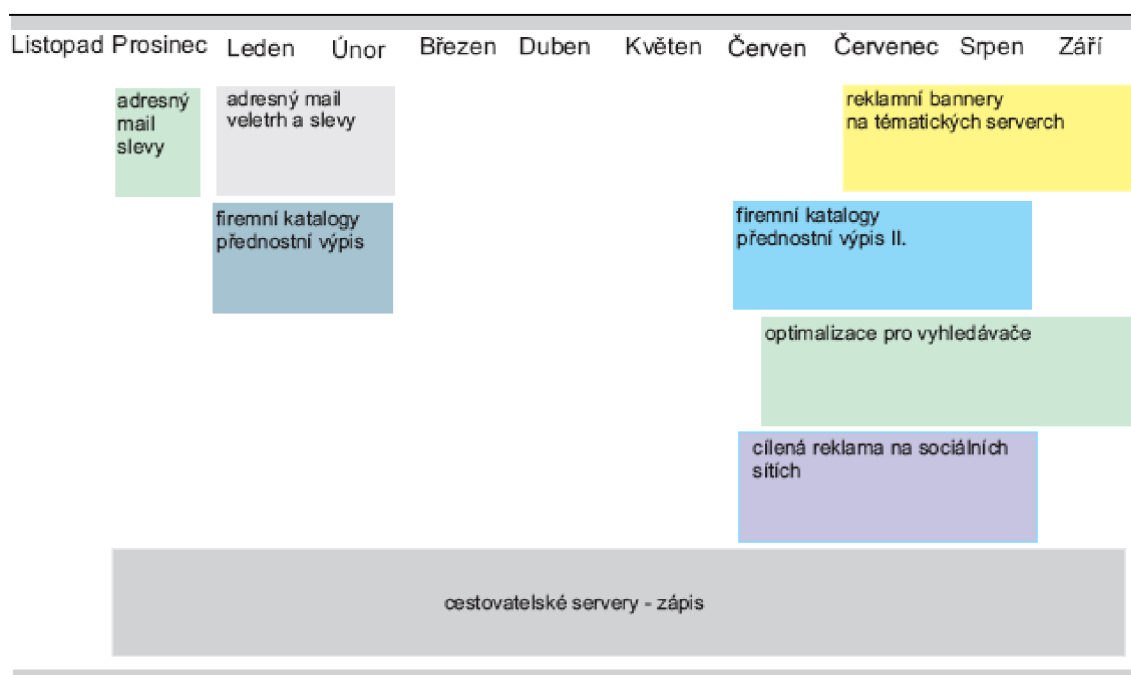 Listopad Prosinec Leden Únor Březen Duben Květen Červen Červenec Srpen Září
adresný
mail
slevy
adresný mail
veletrh a slevy
reklamní bannery
na tématických serverch
firemní katalogy
přednostní výpis
firemní katalogy
přednostní výpis II.
optimalizace pro vyhledávače
cílená reklama na sociálních
sítích
cestovatelské servery - zápis